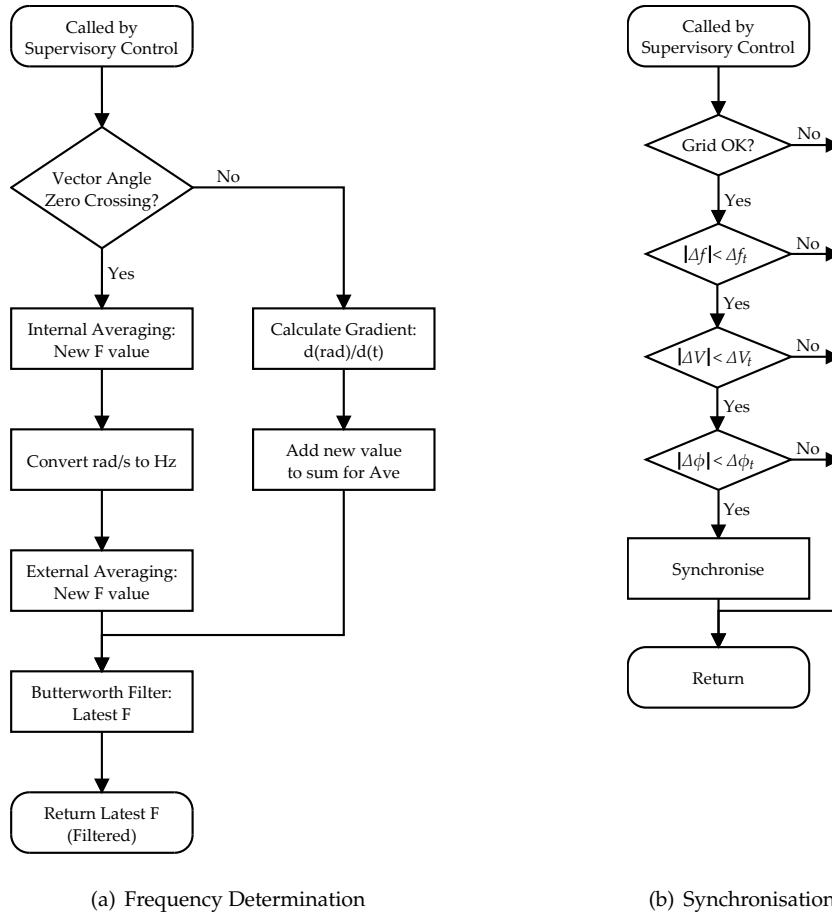 Called by
Supervisory Control
Vector Angle
Zero Crossing?
No
Yes
Internal Averaging:
New F value
Calculate Gradient:
d(rad)/d(t)
Convert rad/s to Hz
Add new value
to sum for Ave
External Averaging:
New F value
Butterworth Filter:
Latest F
Return Latest F
(Filtered)
(a) Frequency Determination
Called by
Supervisory Control
Grid OK?
No
Yes
|Δf| < Δf_t
No
Yes
|ΔV| < ΔV_t
No
Yes
|Δϕ| < Δϕ_t
No
Yes
Synchronise
Return
(b) Synchronisation